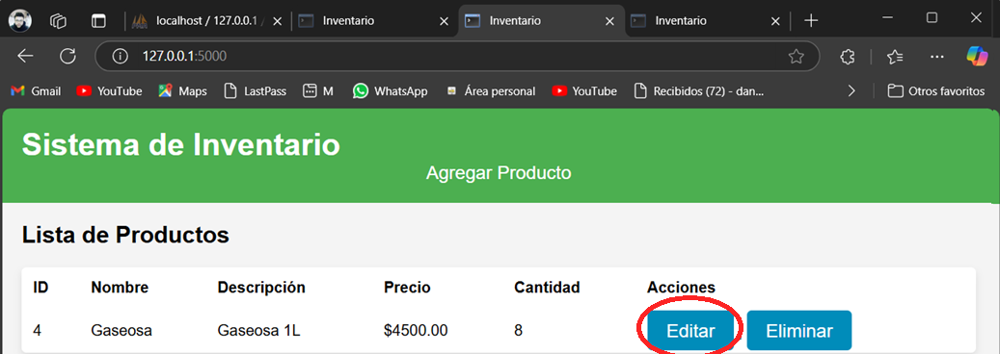 localhost / 127.0.0.1 /
Inventario
Inventario
Inventario
127.0.0.1:5000
Gmail
YouTube
Maps
LastPass
M
WhatsApp
Área personal
YouTube
Recibidos (72) - dan...
Otros favoritos
Sistema de Inventario
Agregar Producto
Lista de Productos
ID Nombre Descripción Precio Cantidad Acciones
4 Gaseosa Gaseosa 1L $4500.00 8 Editar Eliminar